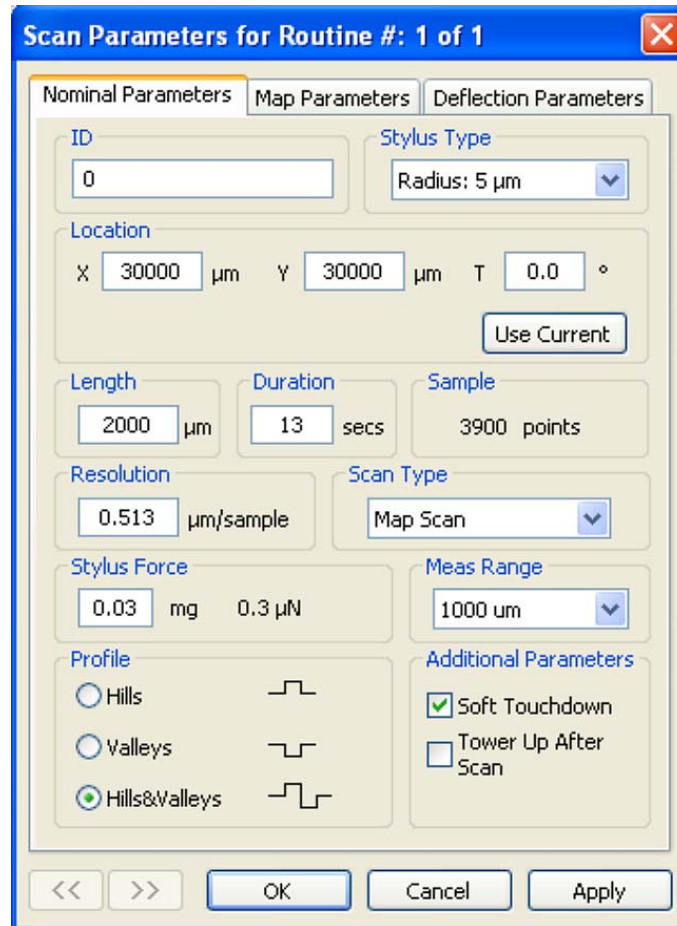 Scan Parameters for Routine #: 1 of 1
Nominal Parameters Map Parameters Deflection Parameters
ID Stylus Type
0 Radius: 5 µm
Location
X 30000 µm Y 30000 µm T 0.0 °
Use Current
Length Duration Sample
2000 µm 13 secs 3900 points
Resolution Scan Type
0.513 µm/sample Map Scan
Stylus Force Meas Range
0.03 mg 0.3 µN 1000 um
Profile Additional Parameters
Hills Soft Touchdown
Valleys Tower Up After
Scan
Hills&Valleys
<< >> OK Cancel Apply